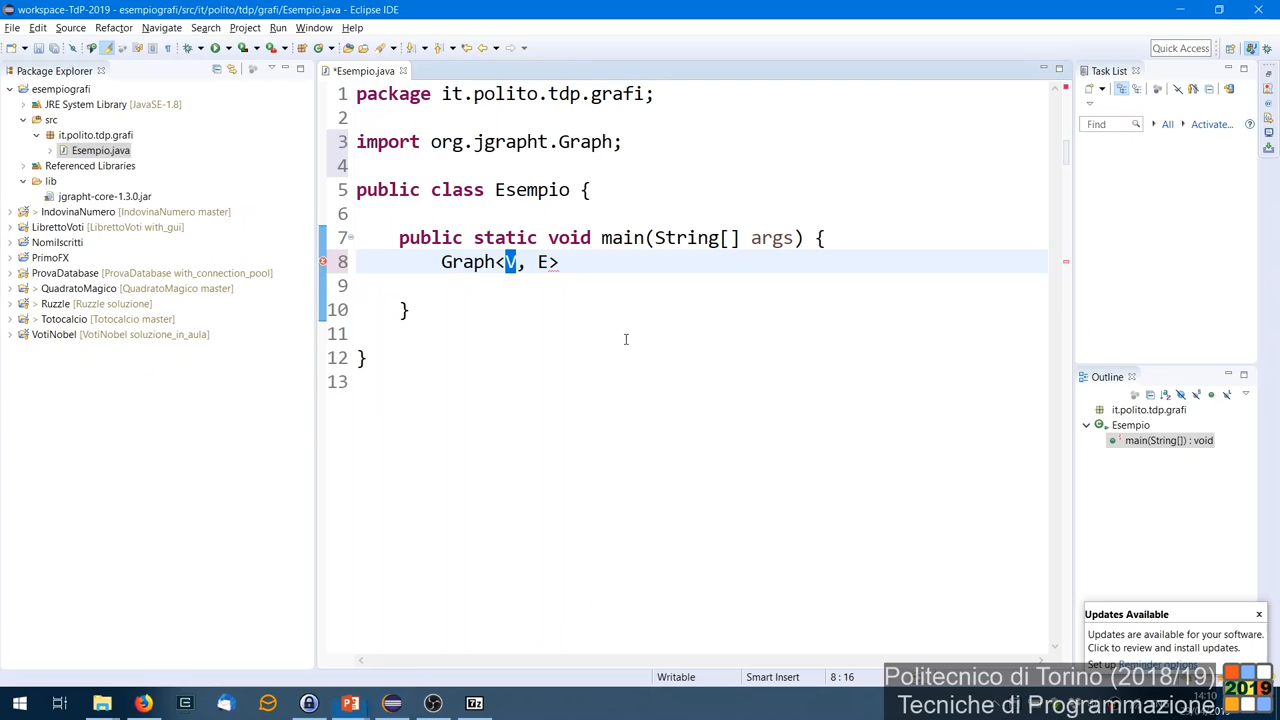 workspace-TdP-2019 - esempiografi/src/it/polito/tdp/grafi/Esempio.java - Eclipse IDE
File Edit Source Refactor Navigate Search Project Run Window Help
Quick Access
Package Explorer
esempiografi
JRE System Library [JavaSE-1.8]
src
it.polito.tdp.grafi
Esempio.java
Referenced Libraries
lib
jgrapht-core-1.3.0.jar
> IndovinaNumero [IndovinaNumero master]
LibrettoVoti [LibrettoVoti with_gui]
NomiIscritti
PrimoFX
ProvaDatabase [ProvaDatabase with_connection_pool]
> QuadratoMagico [QuadratoMagico master]
> Ruzzle [Ruzzle soluzione]
> Totocalcio [Totocalcio master]
VotiNobel [VotiNobel soluzione_in_aula]
*Esempio.java
1 package it.polito.tdp.grafi;
2
3 import org.jgrapht.Graph;
4
5 public class Esempio {
6
7 public static void main(String[] args) {
8 Graph<V, E>
9
10 }
11
12 }
13
Task List
Find All Activate...
Outline
it.polito.tdp.grafi
Esempio
main(String[]) : void
Updates Available
Updates are available for your software.
Click to review and install updates.
Set up Reminder options
Writable Smart Insert 8 : 16
Politecnico di Torino (2018/19)
Tecniche di Programmazione
2019
14:10